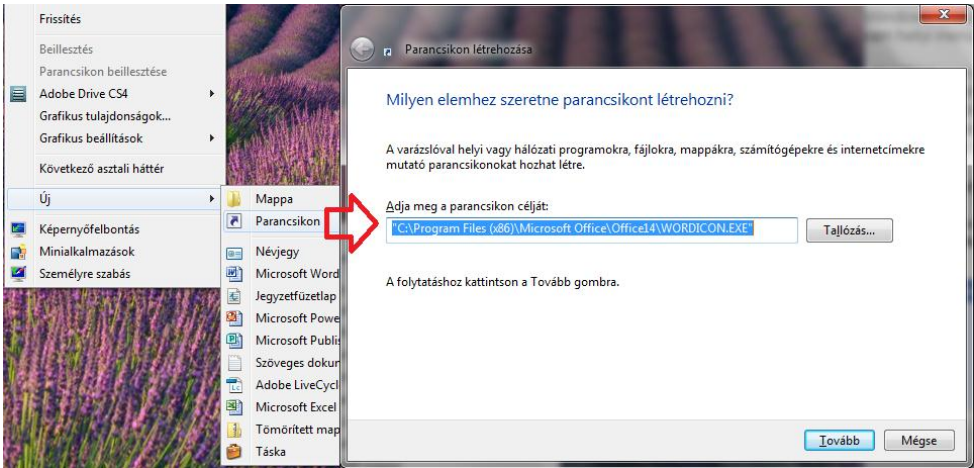 Frissítés
Beillesztés
Parancsikon beillesztése
Adobe Drive CS4
Grafikus tulajdonságok...
Grafikus beállítások
Következő asztali háttér
Új
Képernyőfelbontás
Minialkalmazások
Személyre szabás
Mappa
Parancsikon
Névjegy
Microsoft Word
Jegyzetfüzetlap
Microsoft Powe
Microsoft Publis
Szöveges dokur
Adobe LiveCycl
Microsoft Excel
Tömörített map
Táska
Parancsikon létrehozása
Milyen elemhez szeretne parancsikont létrehozni?
A varázslóval helyi vagy hálózati programokra, fájlokra, mappákra, számítógépekre és internetcímekre
mutató parancsikonokat hozhat létre.
Adja meg a parancsikon célját:
"C:\Program Files (x86)\Microsoft Office\Office14\WORDICON.EXE"
Tallózás...
A folytatáshoz kattintson a Tovább gombra.
Tovább
Mégse